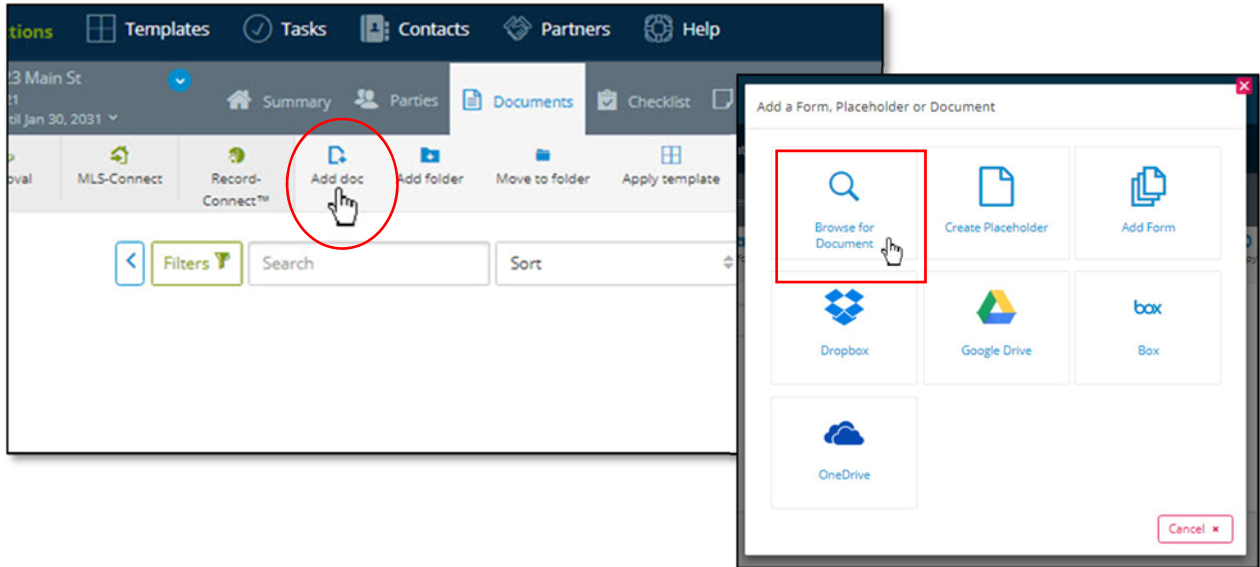 tions Templates Tasks Contacts Partners Help
23 Main St
21
til Jan 30, 2031
Summary Parties Documents Checklist
oval MLS-Connect Record-Connect™ Add doc Add folder Move to folder Apply template
Filters Search Sort
Add a Form, Placeholder or Document
Browse for Document
Create Placeholder
Add Form
Dropbox
Google Drive
box
Box
OneDrive
Cancel ×